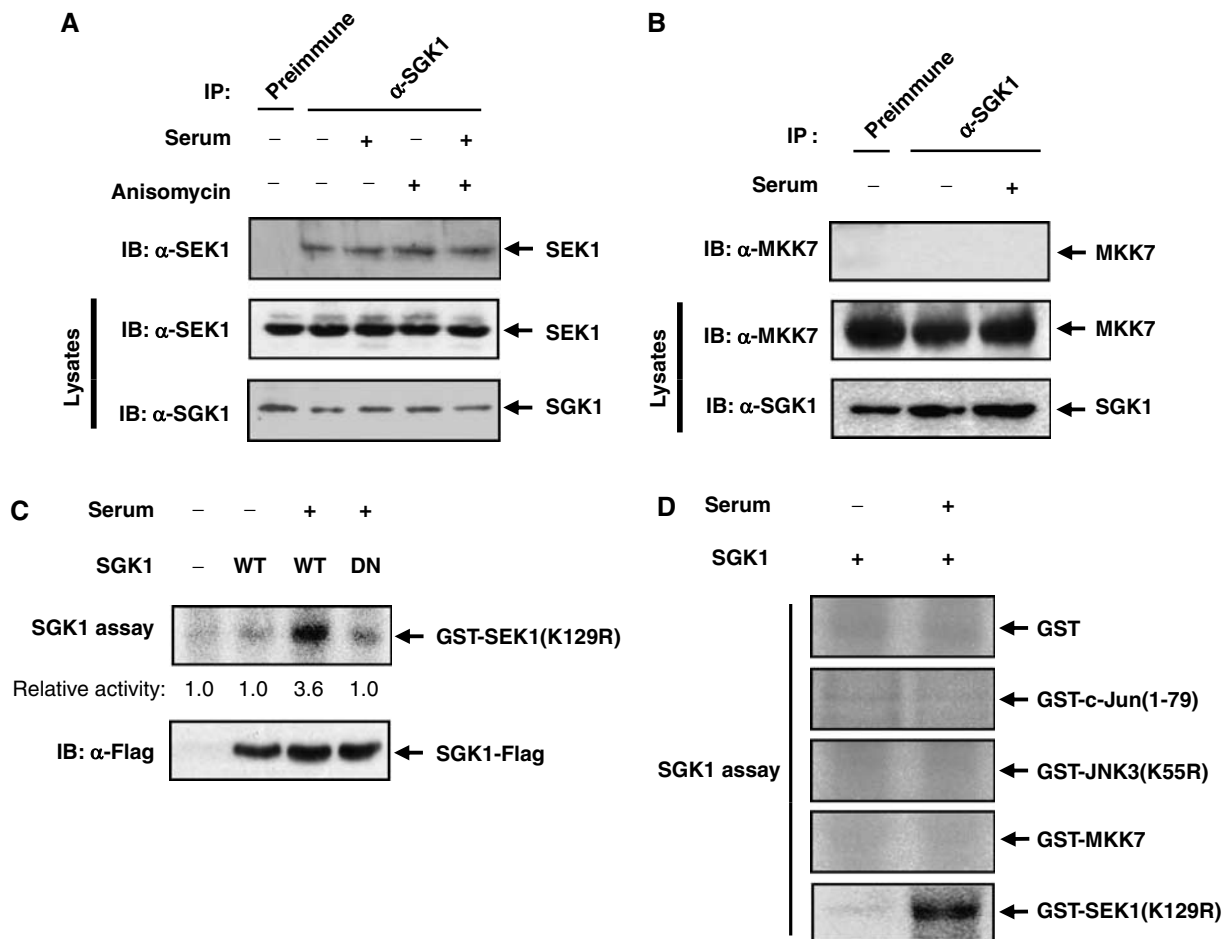 A
IP:
Preimmune
α-SGK1
Serum – – + – +
Anisomycin – – – + +
IB: α-SEK1
SEK1
Lysates
IB: α-SEK1
SEK1
IB: α-SGK1
SGK1
B
IP :
Preimmune
α-SGK1
Serum – – +
IB: α-MKK7
MKK7
Lysates
IB: α-MKK7
MKK7
IB: α-SGK1
SGK1
C
Serum – – + +
SGK1 – WT WT DN
SGK1 assay
GST-SEK1(K129R)
Relative activity: 1.0 1.0 3.6 1.0
IB: α-Flag
SGK1-Flag
D
Serum – +
SGK1 + +
SGK1 assay
GST
GST-c-Jun(1-79)
GST-JNK3(K55R)
GST-MKK7
GST-SEK1(K129R)